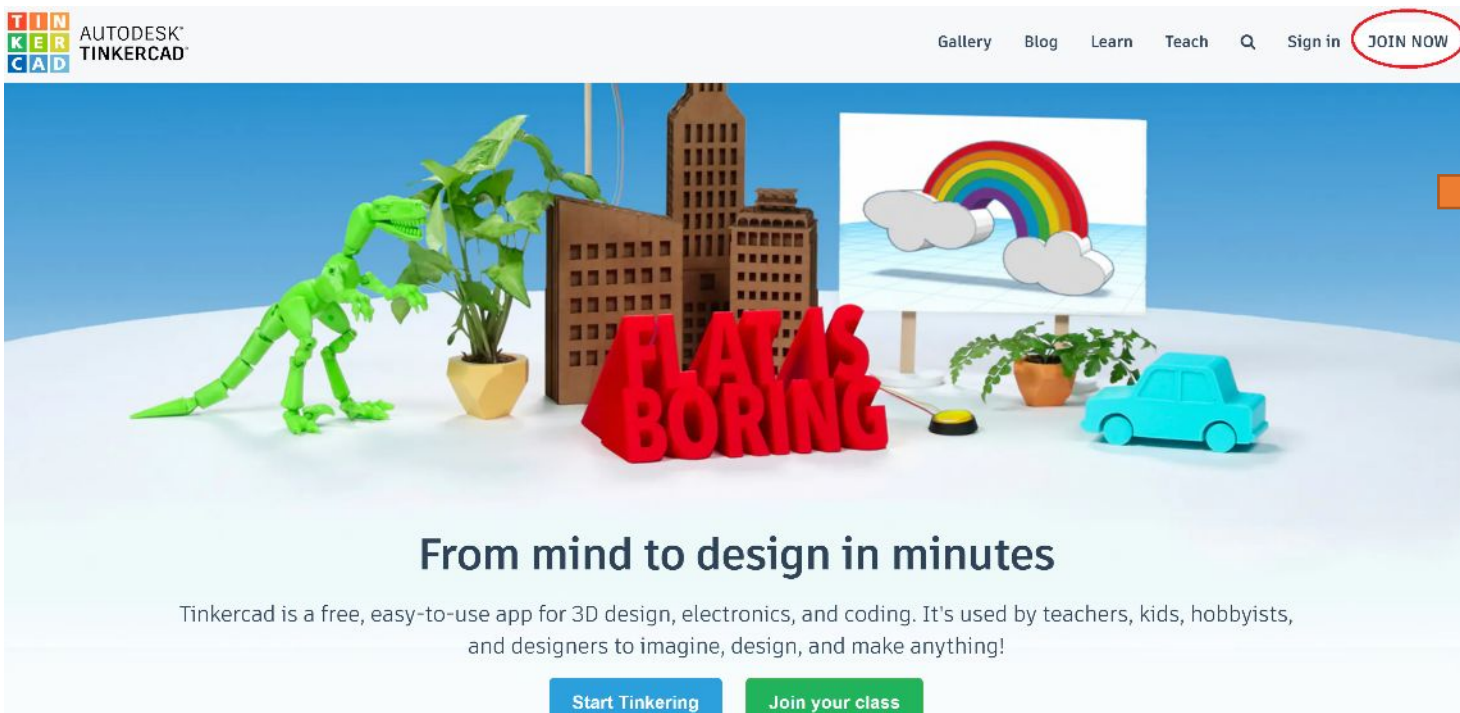 TIN
KER
CAD
AUTODESK®
TINKERCAD®
Gallery Blog Learn Teach Sign in JOIN NOW
FLAT IS
BORING
From mind to design in minutes
Tinkercad is a free, easy-to-use app for 3D design, electronics, and coding. It's used by teachers, kids, hobbyists,
and designers to imagine, design, and make anything!
Start Tinkering Join your class